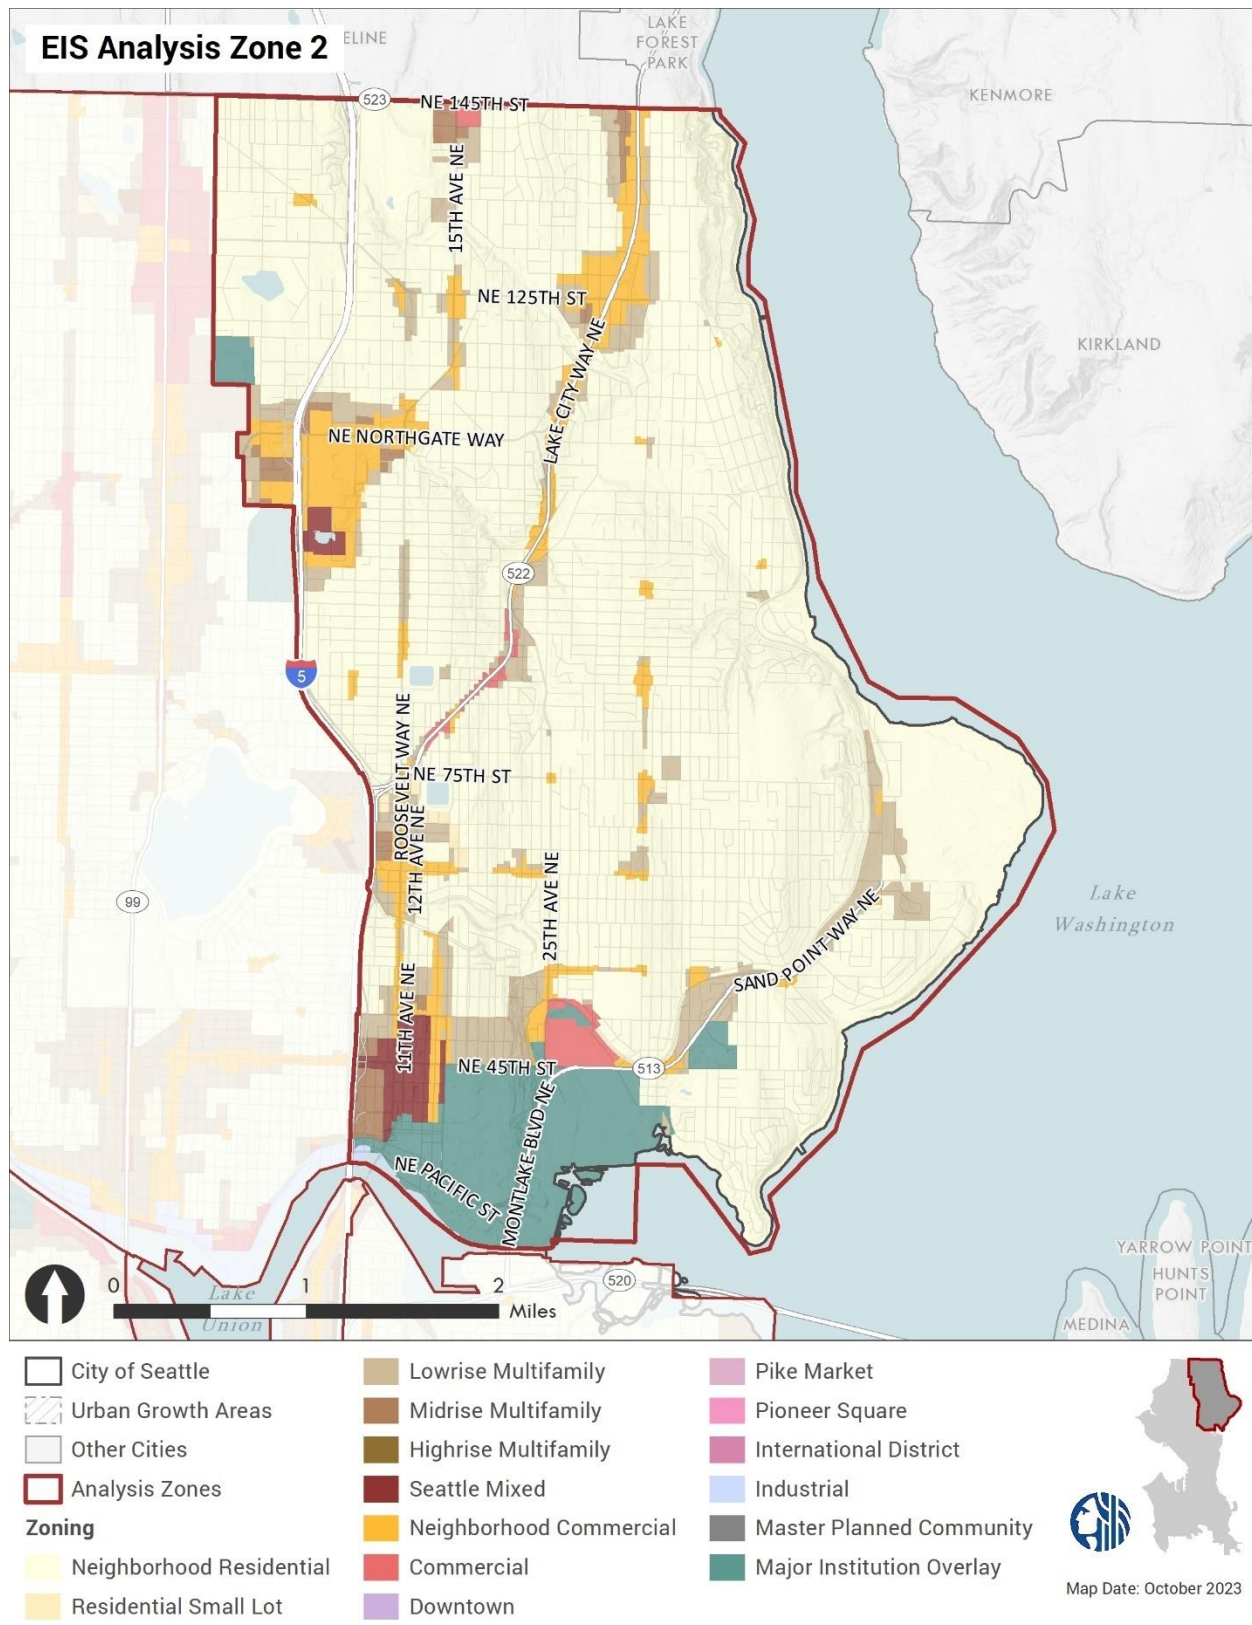 EIS Analysis Zone 2
ELINE
LAKE
FOREST
PARK
KENMORE
523
NE 145TH ST
15TH AVE NE
NE 125TH ST
KIRKLAND
LAKE CITY WAY NE
NE NORTHGATE WAY
522
5
ROOSEVELT WAY NE
NE 75TH ST
12TH AVE NE
99
25TH AVE NE
Lake
Washington
SAND POINT WAY NE
11TH AVE NE
NE 45TH ST
513
MONTLAKE BLVD NE
NE PACIFIC ST
YARROW POINT
HUNTS
POINT
MEDINA
520
Lake
Union
0 1 2
Miles
City of Seattle
Urban Growth Areas
Other Cities
Analysis Zones
Zoning
Neighborhood Residential
Residential Small Lot
Lowrise Multifamily
Midrise Multifamily
Highrise Multifamily
Seattle Mixed
Neighborhood Commercial
Commercial
Downtown
Pike Market
Pioneer Square
International District
Industrial
Master Planned Community
Major Institution Overlay
Map Date: October 2023